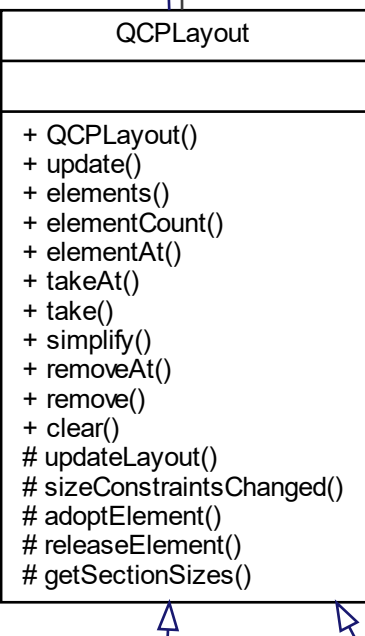 QCPLayout
+ QCPLayout()
+ update()
+ elements()
+ elementCount()
+ elementAt()
+ takeAt()
+ take()
+ simplify()
+ removeAt()
+ remove()
+ clear()
# updateLayout()
# sizeConstraintsChanged()
# adoptElement()
# releaseElement()
# getSectionSizes()